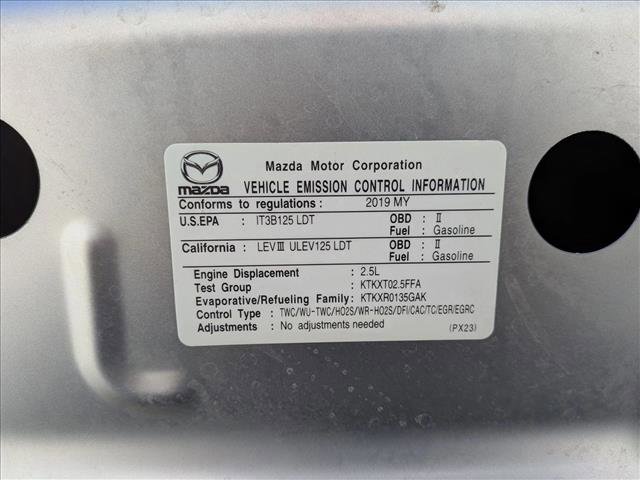 Mazda Motor Corporation
mazda
VEHICLE EMISSION CONTROL INFORMATION
Conforms to regulations : 2019 MY
U.S.EPA : IT3B125 LDT OBD : II
Fuel : Gasoline
California : LEVIII ULEV125 LDT OBD : II
Fuel : Gasoline
Engine Displacement : 2.5L
Test Group : KTKXT02.5FFA
Evaporative/Refueling Family: KTKXR0135GAK
Control Type : TWC/WU-TWC/HO2S/WR-HO2S/DFI/CAC/TC/EGR/EGRC
Adjustments : No adjustments needed
(PX23)